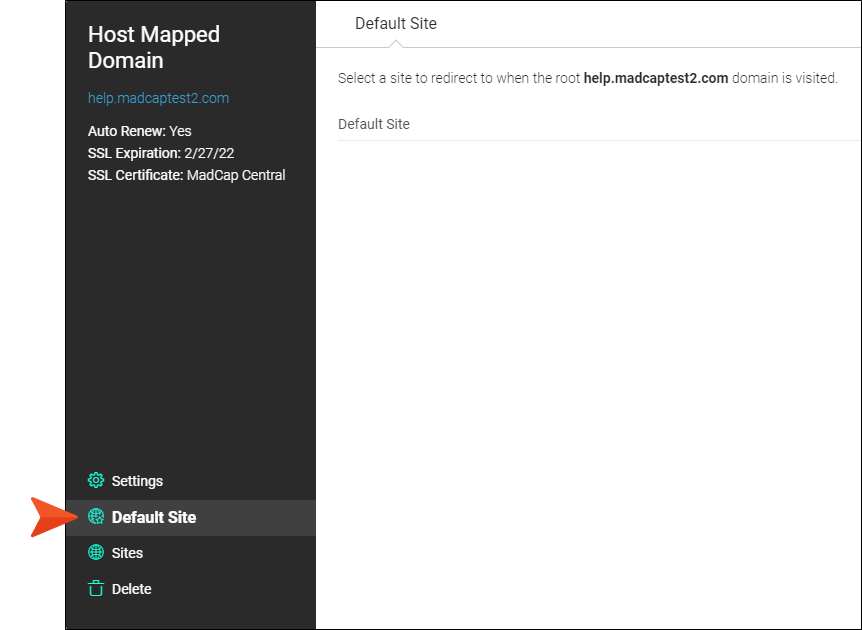 Host Mapped
Domain
help.madcaptest2.com
Auto Renew: Yes
SSL Expiration: 2/27/22
SSL Certificate: MadCap Central
Settings
Default Site
Sites
Delete
Default Site
Select a site to redirect to when the root help.madcaptest2.com domain is visited.
Default Site